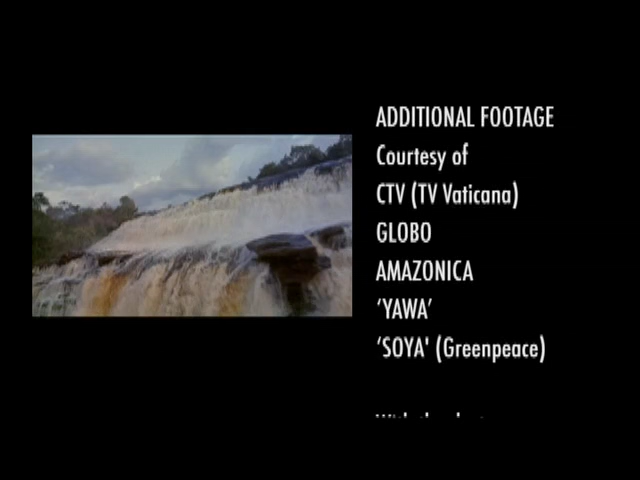 ADDITIONAL FOOTAGE
Courtesy of
CTV (TV Vaticana)
GLOBO
AMAZONICA
‘YAWA’
‘SOYA' (Greenpeace)